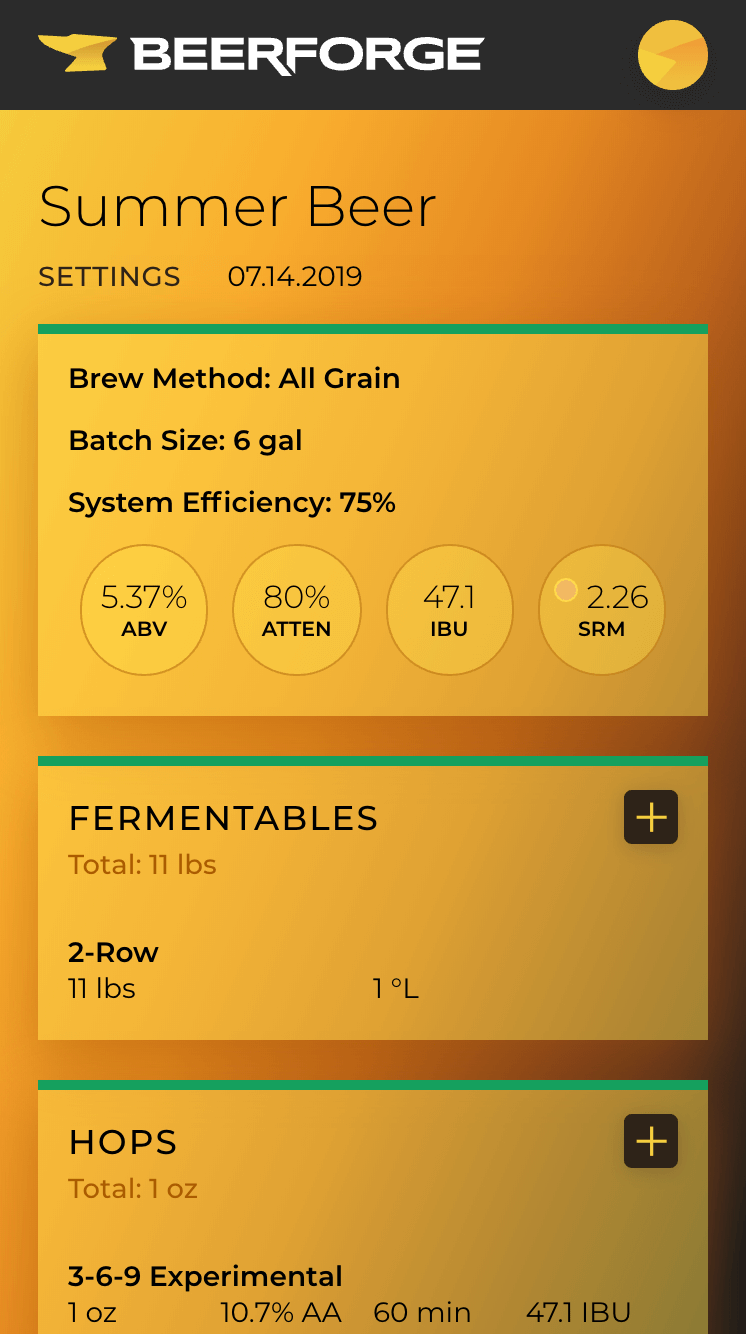 BEERFORGE
Summer Beer
SETTINGS 07.14.2019
Brew Method: All Grain
Batch Size: 6 gal
System Efficiency: 75%
5.37% 80% 47.1 2.26
ABV ATTEN IBU SRM
FERMENTABLES
Total: 11 lbs
2-Row
11 lbs 1 °L
HOPS
Total: 1 oz
3-6-9 Experimental
1 oz 10.7% AA 60 min 47.1 IBU